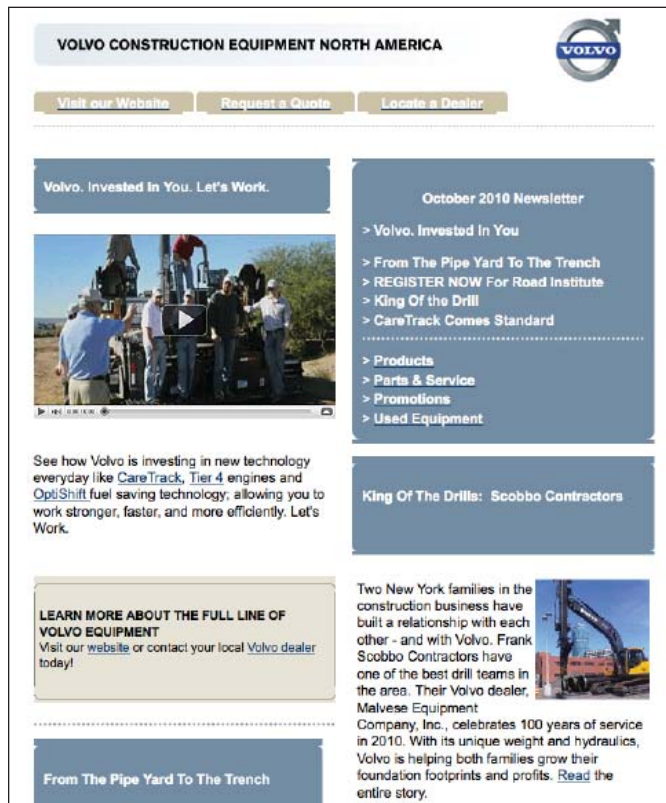 VOLVO CONSTRUCTION EQUIPMENT NORTH AMERICA
VOLVO
Visit our Website
Request a Quote
Locate a Dealer
Volvo. Invested In You. Let's Work.
See how Volvo is investing in new technology
everyday like CareTrack, Tier 4 engines and
OptiShift fuel saving technology; allowing you to
work stronger, faster, and more efficiently. Let's
Work.
LEARN MORE ABOUT THE FULL LINE OF
VOLVO EQUIPMENT
Visit our website or contact your local Volvo dealer
today!
From The Pipe Yard To The Trench
October 2010 Newsletter
> Volvo. Invested In You
> From The Pipe Yard To The Trench
> REGISTER NOW For Road Institute
> King Of the Drill
> CareTrack Comes Standard
> Products
> Parts & Service
> Promotions
> Used Equipment
King Of The Drills: Scobbo Contractors
Two New York families in the
construction business have
built a relationship with each
other - and with Volvo. Frank
Scobbo Contractors have
one of the best drill teams in
the area. Their Volvo dealer,
Malvese Equipment
Company, Inc., celebrates 100 years of service
in 2010. With its unique weight and hydraulics,
Volvo is helping both families grow their
foundation footprints and profits. Read the
entire story.